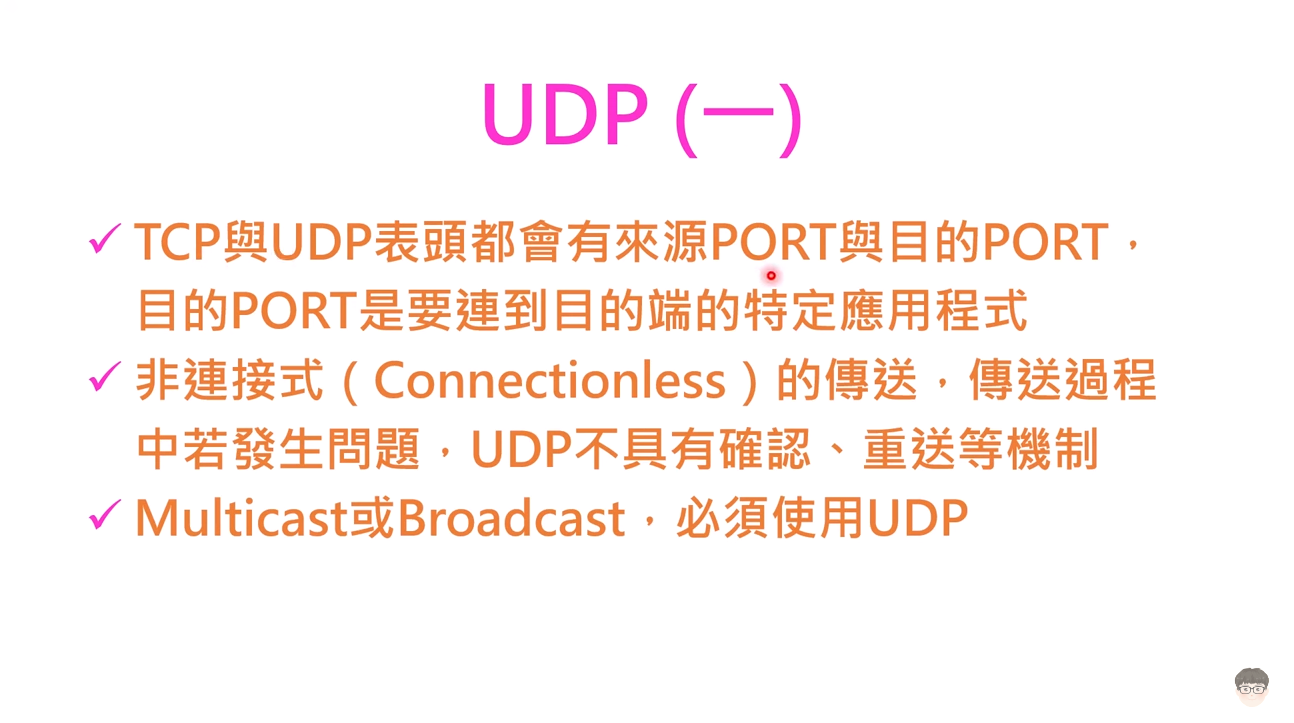 UDP (一)
TCP與UDP表頭都會有來源PORT與目的PORT，
目的PORT是要連到目的端的特定應用程式
非連接式（Connectionless）的傳送，傳送過程
中若發生問題，UDP不具有確認、重送等機制
Multicast或Broadcast，必須使用UDP